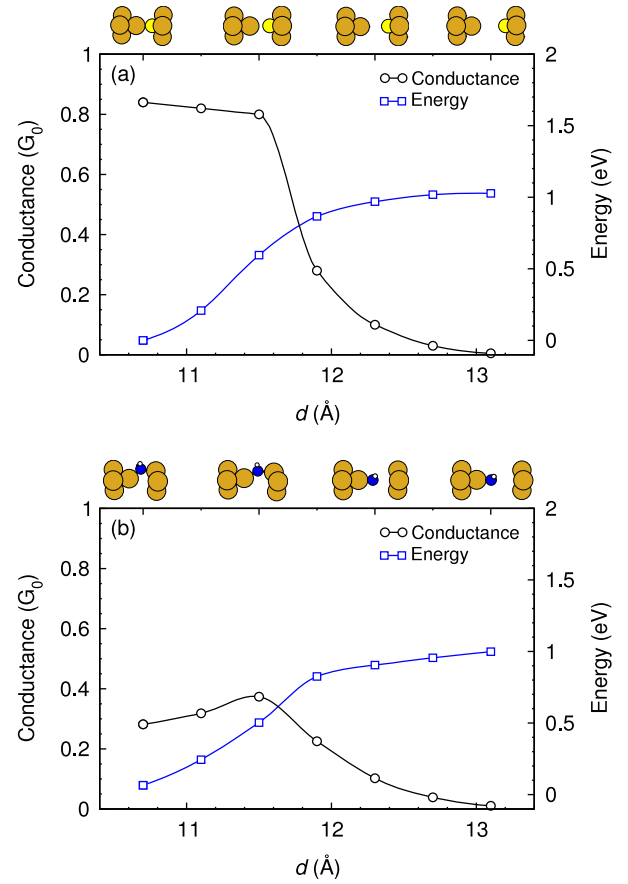 (a)
Conductance
Energy
Conductance (G₀)
1
0.8
0.6
0.4
0.2
0
2
1.5
1
0.5
0
Energy (eV)
11
12
13
d (Å)
(b)
Conductance
Energy
Conductance (G₀)
1
0.8
0.6
0.4
0.2
0
2
1.5
1
0.5
0
Energy (eV)
11
12
13
d (Å)